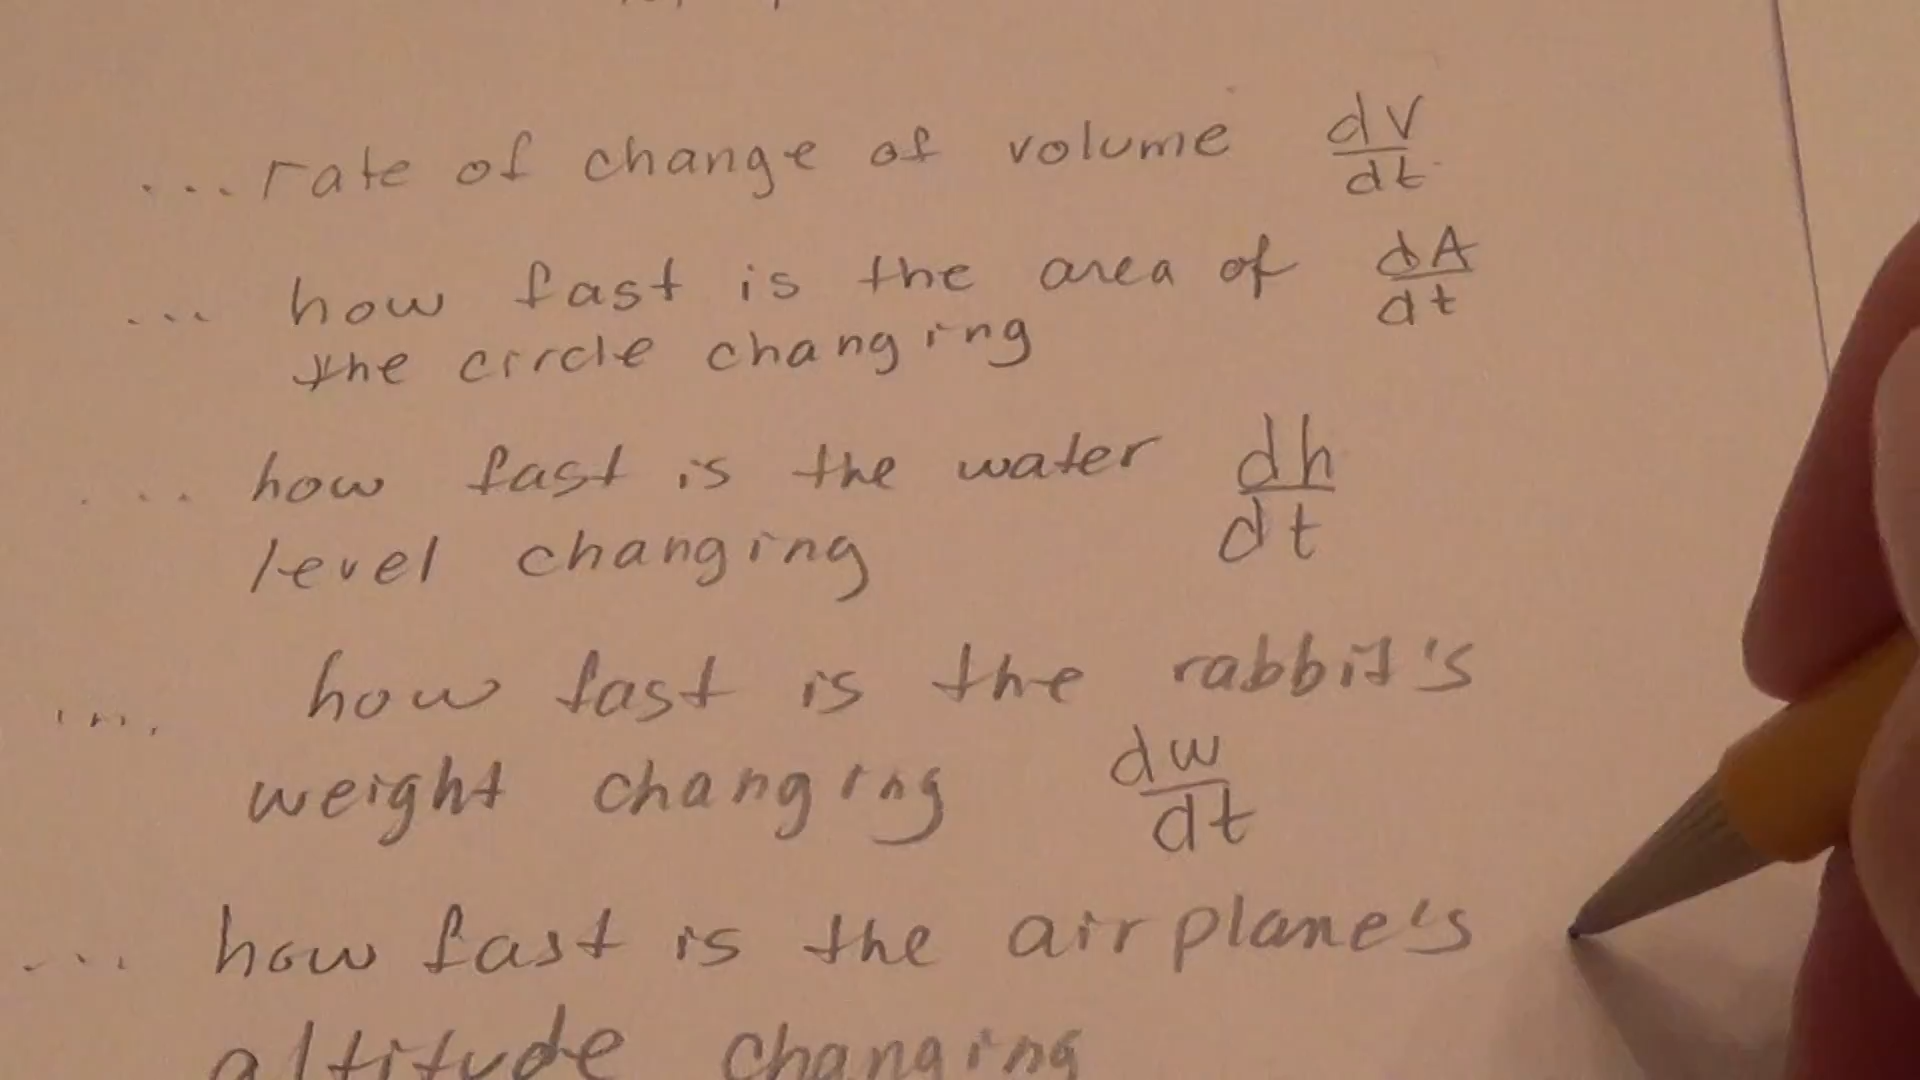 ... rate of change of volume dV/dt
... how fast is the area of dA/dt
the circle changing
... how fast is the water dh/dt
level changing
.... how fast is the rabbit's
weight changing dw/dt
... how fast is the airplane's
altitude changing